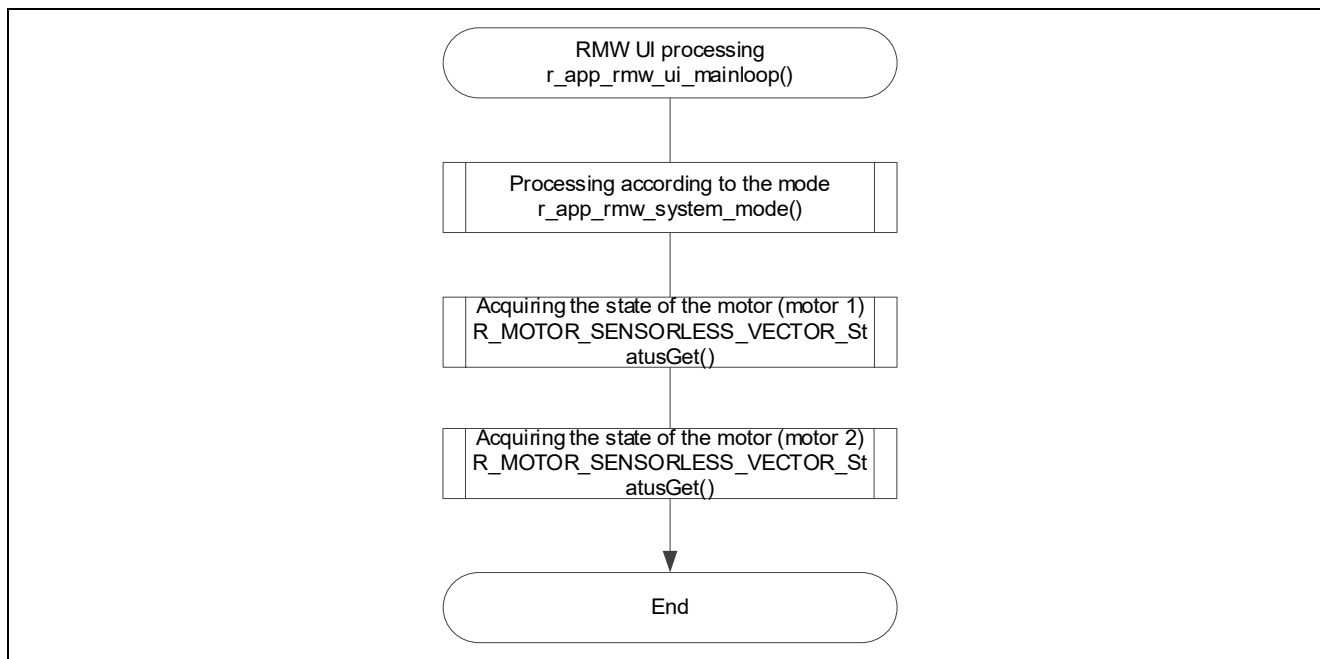 RMW UI processing
r_app_rmw_ui_mainloop()
Processing according to the mode
r_app_rmw_system_mode()
Acquiring the state of the motor (motor 1)
R_MOTOR_SENSORLESS_VECTOR_St
atusGet()
Acquiring the state of the motor (motor 2)
R_MOTOR_SENSORLESS_VECTOR_St
atusGet()
End